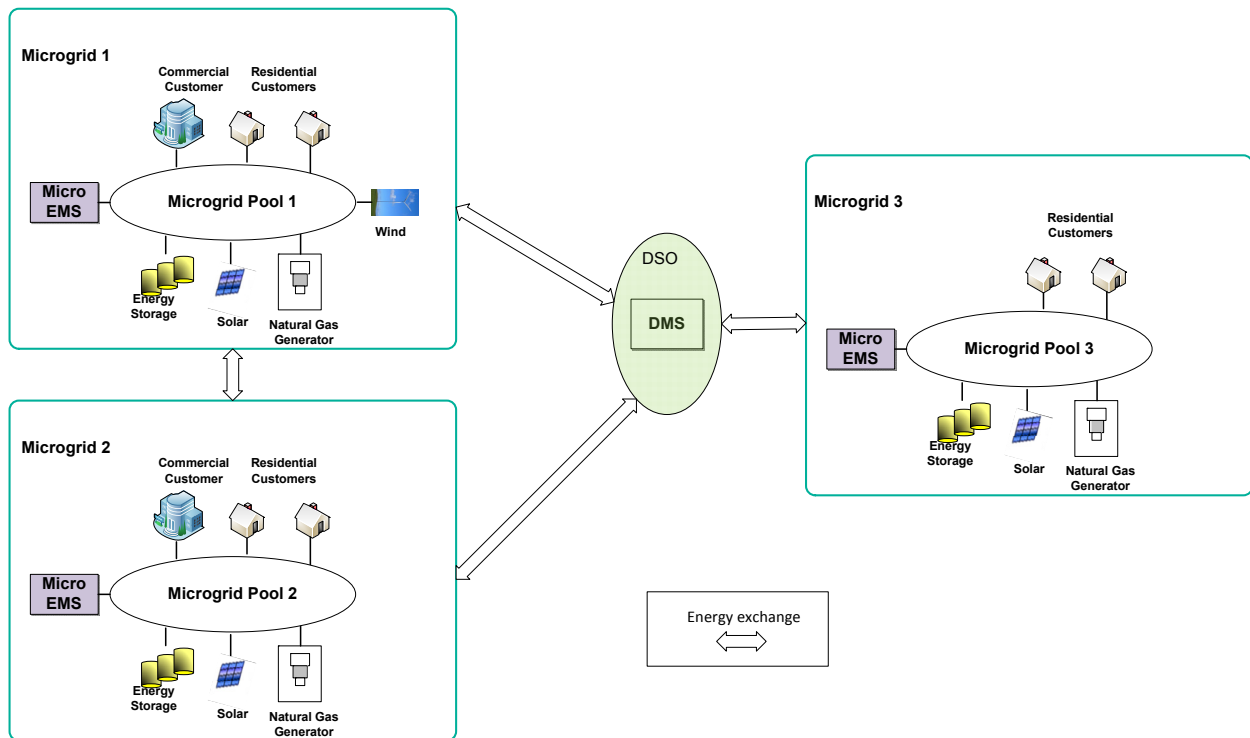 Microgrid 1
Commercial
Customer
Residential
Customers
Micro
EMS
Microgrid Pool 1
Wind
Energy
Storage
Solar
Natural Gas
Generator
Microgrid 2
Commercial
Customer
Residential
Customers
Micro
EMS
Microgrid Pool 2
Energy
Storage
Solar
Natural Gas
Generator
DSO
DMS
Microgrid 3
Residential
Customers
Micro
EMS
Microgrid Pool 3
Energy
Storage
Solar
Natural Gas
Generator
Energy exchange